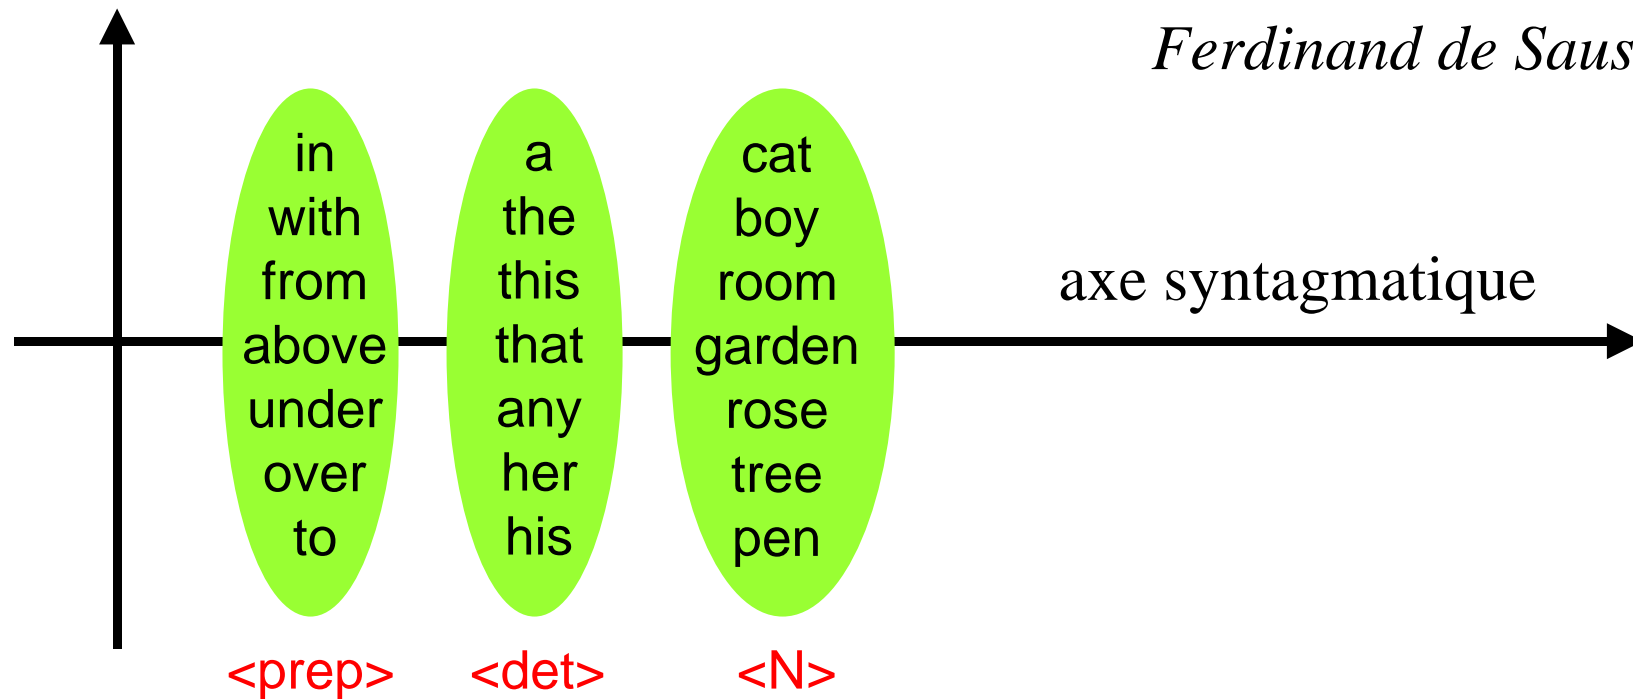 Ferdinand de Saus
in
with
from
above
under
over
to
a
the
this
that
any
her
his
cat
boy
room
garden
rose
tree
pen
axe syntagmatique
<prep>
<det>
<N>